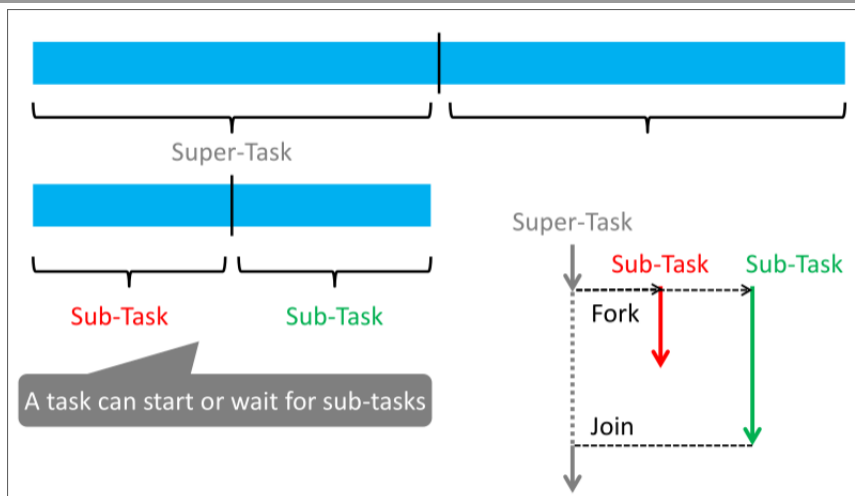 Super-Task
Super-Task
Sub-Task Sub-Task
Fork
Sub-Task Sub-Task
A task can start or wait for sub-tasks
Join